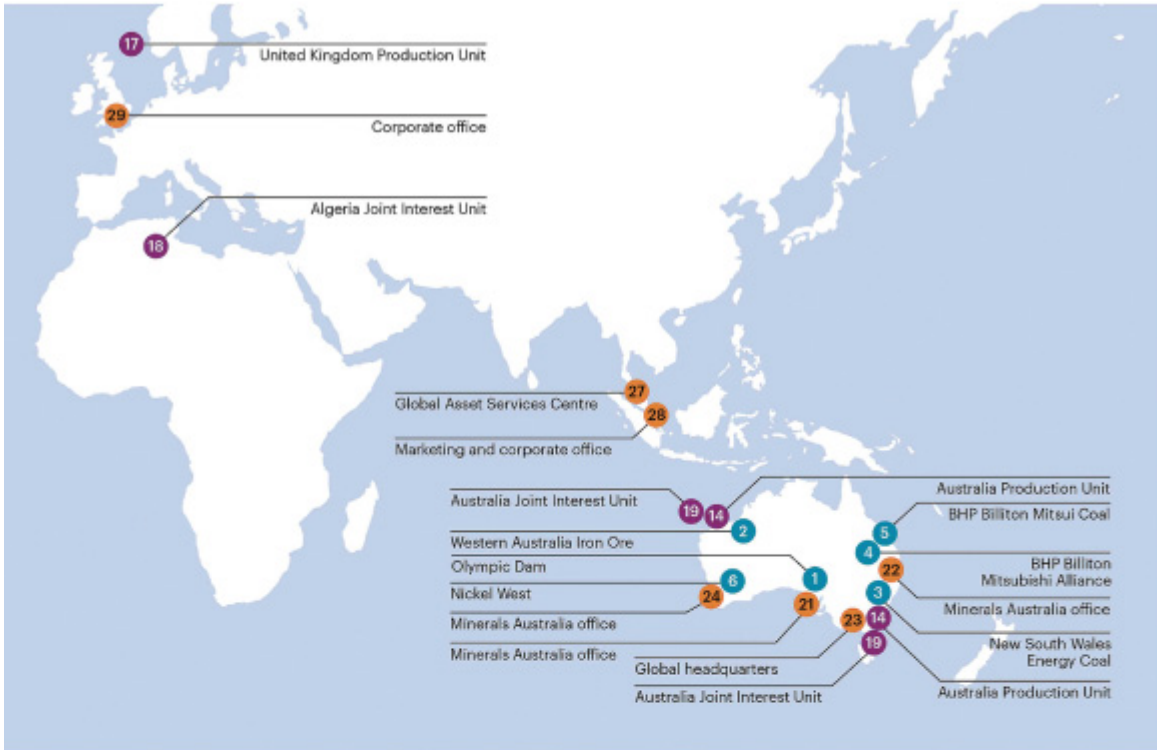 17
United Kingdom Production Unit
29
Corporate office
Algeria Joint Interest Unit
18
27
Global Asset Services Centre
28
Marketing and corporate office
Australia Joint Interest Unit
19
14
Australia Production Unit
BHP Billiton Mitsui Coal
5
2
Western Australia Iron Ore
4
BHP Billiton
Mitsubishi Alliance
Olympic Dam
1
22
6
Nickel West
24
Minerals Australia office
21
3
Minerals Australia office
Minerals Australia office
23
14
New South Wales
Energy Coal
19
Global headquarters
Australia Joint Interest Unit
Australia Production Unit